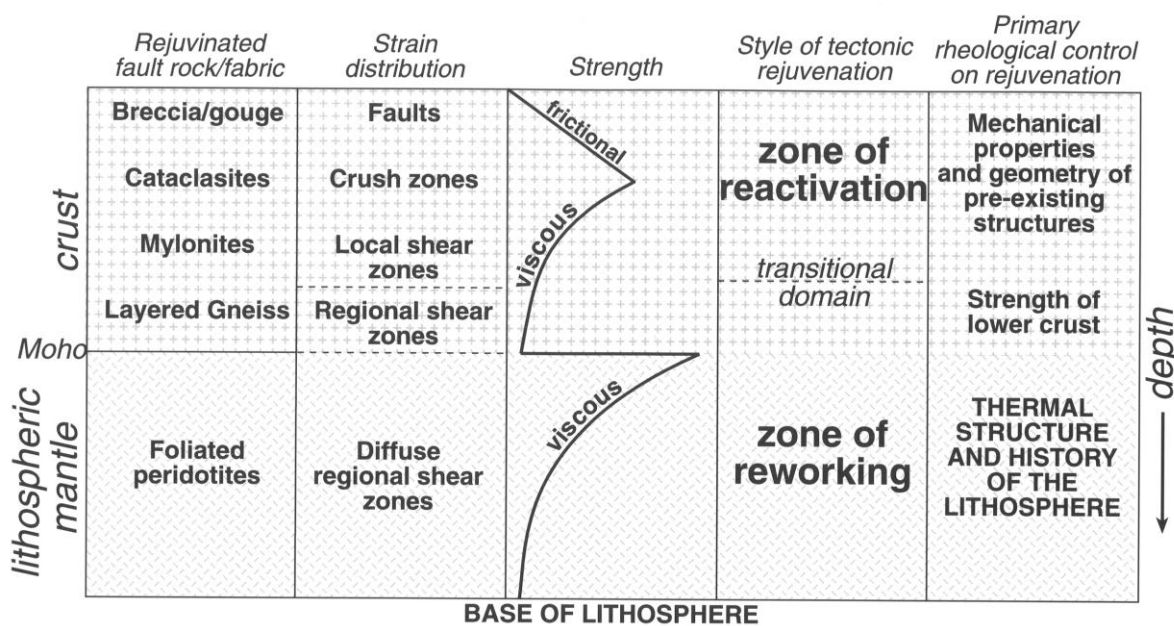 Rejuvinated
fault rock/fabric
Strain
distribution
Strength
Style of tectonic
rejuvenation
Primary
rheological control
on rejuvenation
crust
Breccia/gouge
Cataclasites
Mylonites
Layered Gneiss
Faults
Crush zones
Local shear
zones
Regional shear
zones
frictional
viscous
zone of
reactivation
transitional
domain
Mechanical
properties
and geometry of
pre-existing
structures
Strength of
lower crust
Moho
depth
lithospheric
mantle
Foliated
peridotites
Diffuse
regional shear
zones
viscous
zone of
reworking
THERMAL
STRUCTURE
AND HISTORY
OF THE
LITHOSPHERE
BASE OF LITHOSPHERE